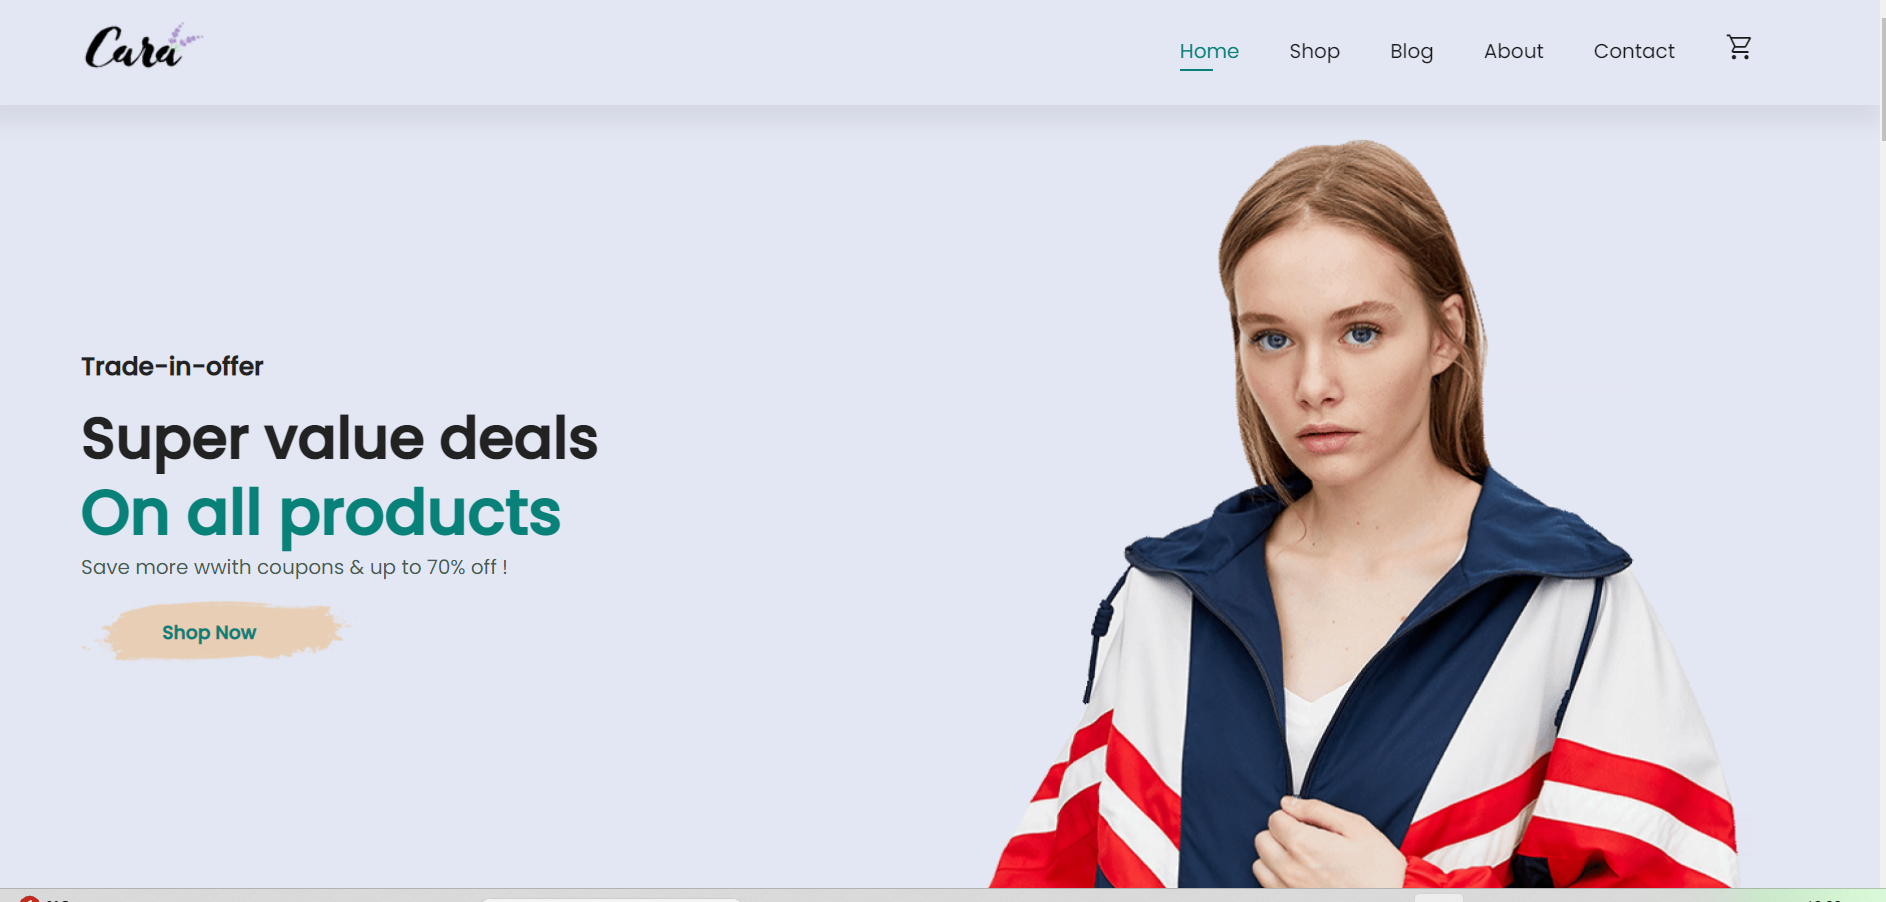 Cara
Home Shop Blog About Contact
Trade-in-offer
Super value deals
On all products
Save more wwith coupons & up to 70% off !
Shop Now